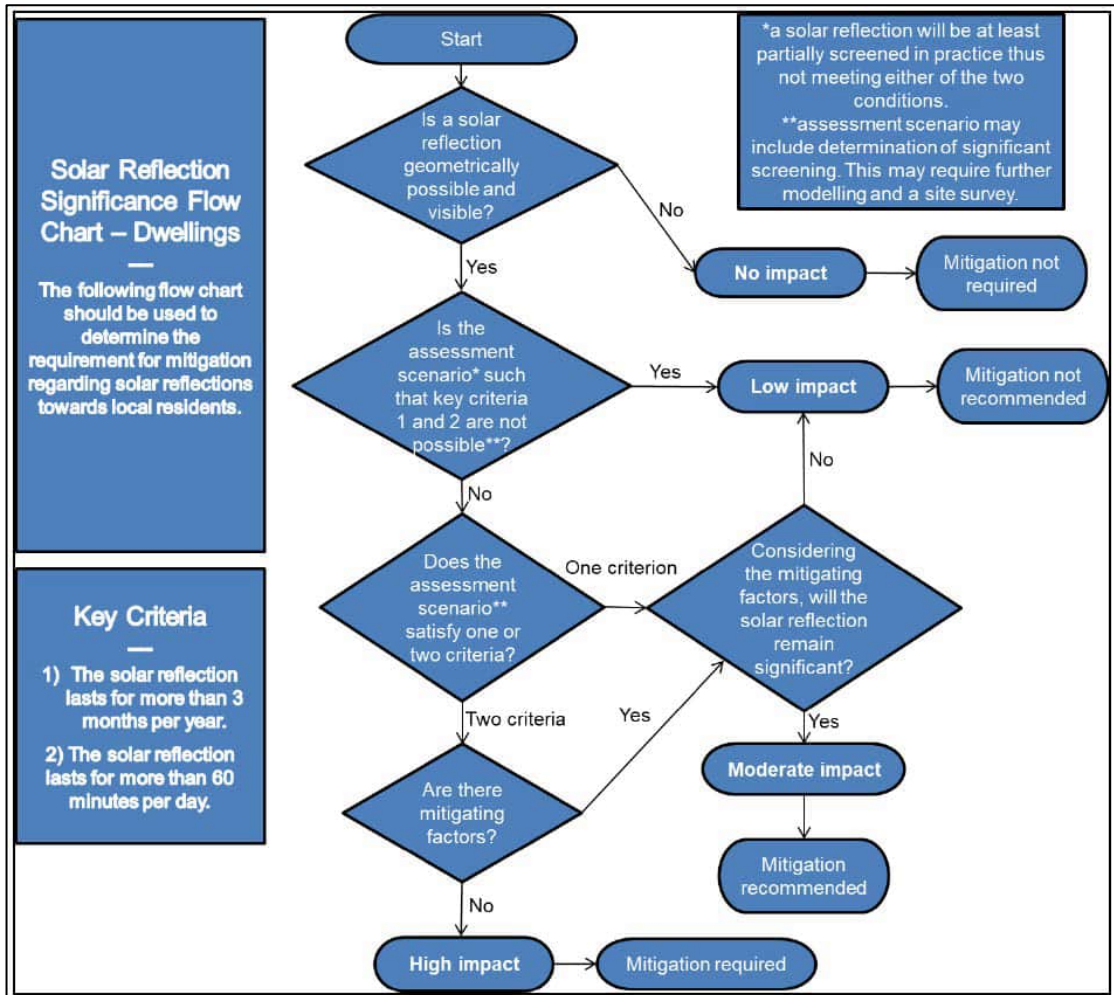 Solar Reflection
Significance Flow
Chart – Dwellings
The following flow chart
should be used to
determine the
requirement for mitigation
regarding solar reflections
towards local residents.
Key Criteria
1) The solar reflection
lasts for more than 3
months per year.
2) The solar reflection
lasts for more than 60
minutes per day.
*a solar reflection will be at least
partially screened in practice thus
not meeting either of the two
conditions.
**assessment scenario may
include determination of significant
screening. This may require further
modelling and a site survey.
Start
Is a solar
reflection
geometrically
possible and
visible?
No
No impact
Mitigation not
required
Yes
Is the
assessment
scenario* such
that key criteria
1 and 2 are not
possible**?
Yes
Low impact
Mitigation not
recommended
No
Does the
assessment
scenario**
satisfy one or
two criteria?
One criterion
Considering
the mitigating
factors, will the
solar reflection
remain
significant?
No
Yes
Moderate impact
Mitigation
recommended
Two criteria
Are there
mitigating
factors?
Yes
No
High impact
Mitigation required